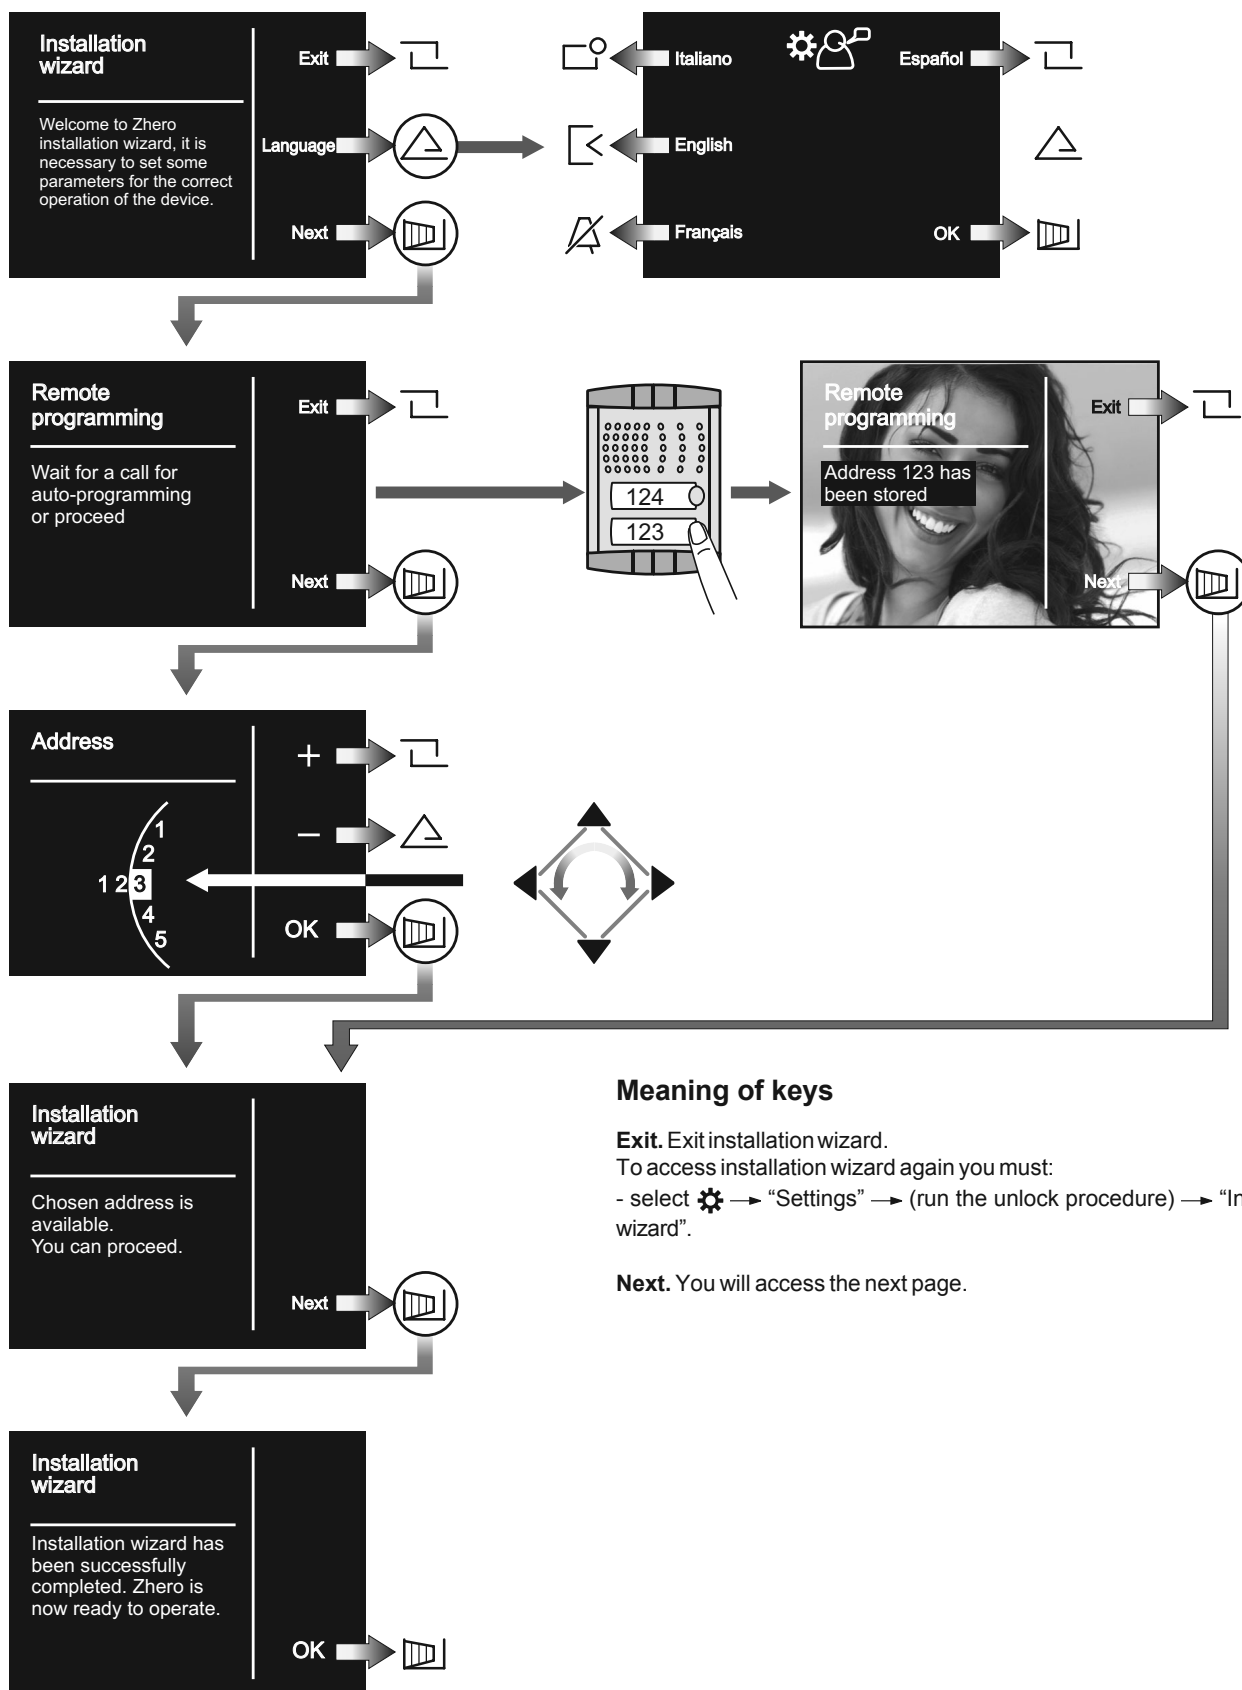 Installation
wizard
Welcome to Zhero
installation wizard, it is
necessary to set some
parameters for the correct
operation of the device.
Exit
Language
Next
Italiano
English
Français
Español
OK
Remote
programming
Wait for a call for
auto-programming
or proceed
Exit
Next
124
123
Remote
programming
Address 123 has
been stored
Exit
Next
Address
1
2
1 2 3
4
5
+
−
OK
Installation
wizard
Chosen address is
available.
You can proceed.
Next
Meaning of keys
Exit. Exit installation wizard.
To access installation wizard again you must:
- select → “Settings” → (run the unlock procedure) → “In
wizard”.
Next. You will access the next page.
Installation
wizard
Installation wizard has
been successfully
completed. Zhero is
now ready to operate.
OK